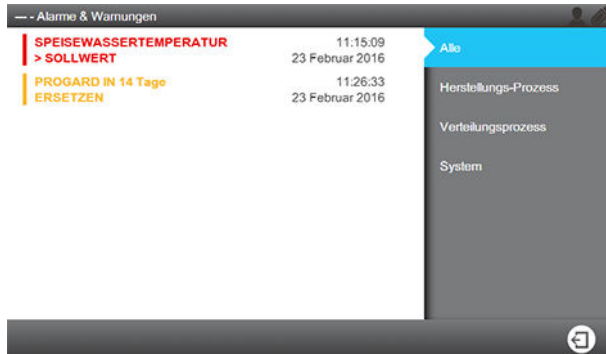 — - Alarme & Warnungen
SPEISEWASSERTEMPERATUR 11:15:09
> SOLLWERT 23 Februar 2016
PROGARD IN 14 Tage 11:26:33
ERSETZEN 23 Februar 2016
Alle
Herstellungs-Prozess
Verteilungsprozess
System